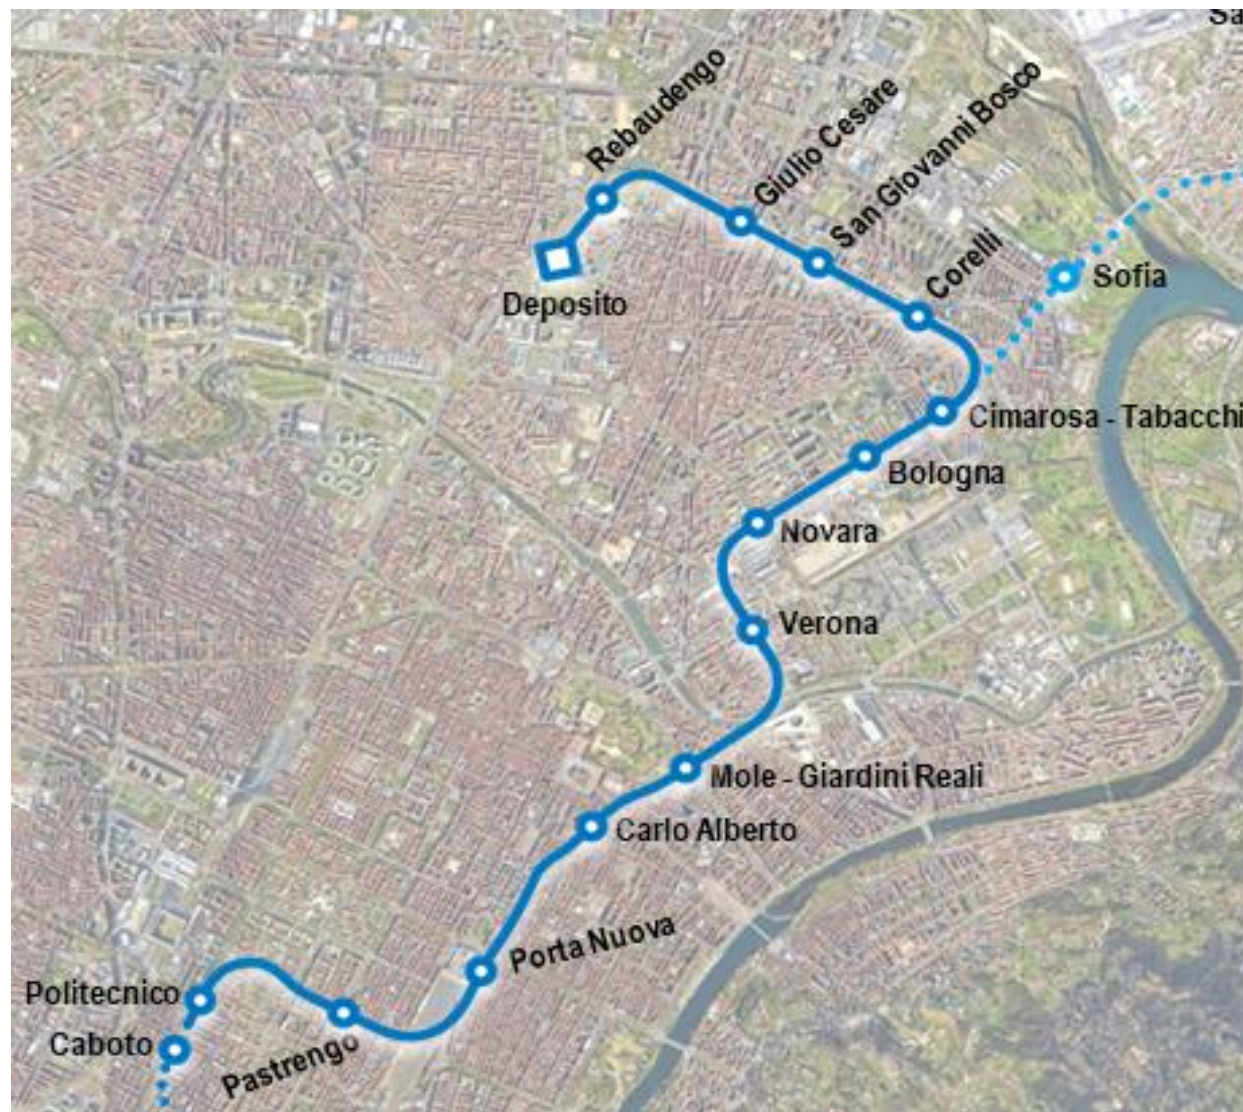 Rebaudengo
Giulio Cesare
San Giovanni Bosco
Corelli
Sofia
Deposito
Cimarosa - Tabacchi
Bologna
Novara
Verona
Mole - Giardini Reali
Carlo Alberto
Porta Nuova
Politecnico
Caboto
Pastrengo